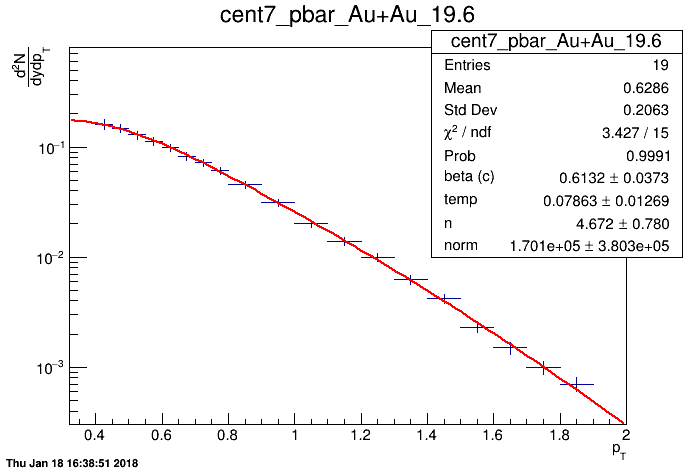 cent7_pbar_Au+Au_19.6
d²N
dydp_T
cent7_pbar_Au+Au_19.6
Entries 19
Mean 0.6286
Std Dev 0.2063
χ² / ndf 3.427 / 15
Prob 0.9991
beta (c) 0.6132 ± 0.0373
temp 0.07863 ± 0.01269
n 4.672 ± 0.780
norm 1.701e+05 ± 3.803e+05
10⁻¹
10⁻²
10⁻³
0.4 0.6 0.8 1 1.2 1.4 1.6 1.8 2
p_T
Thu Jan 18 16:38:51 2018